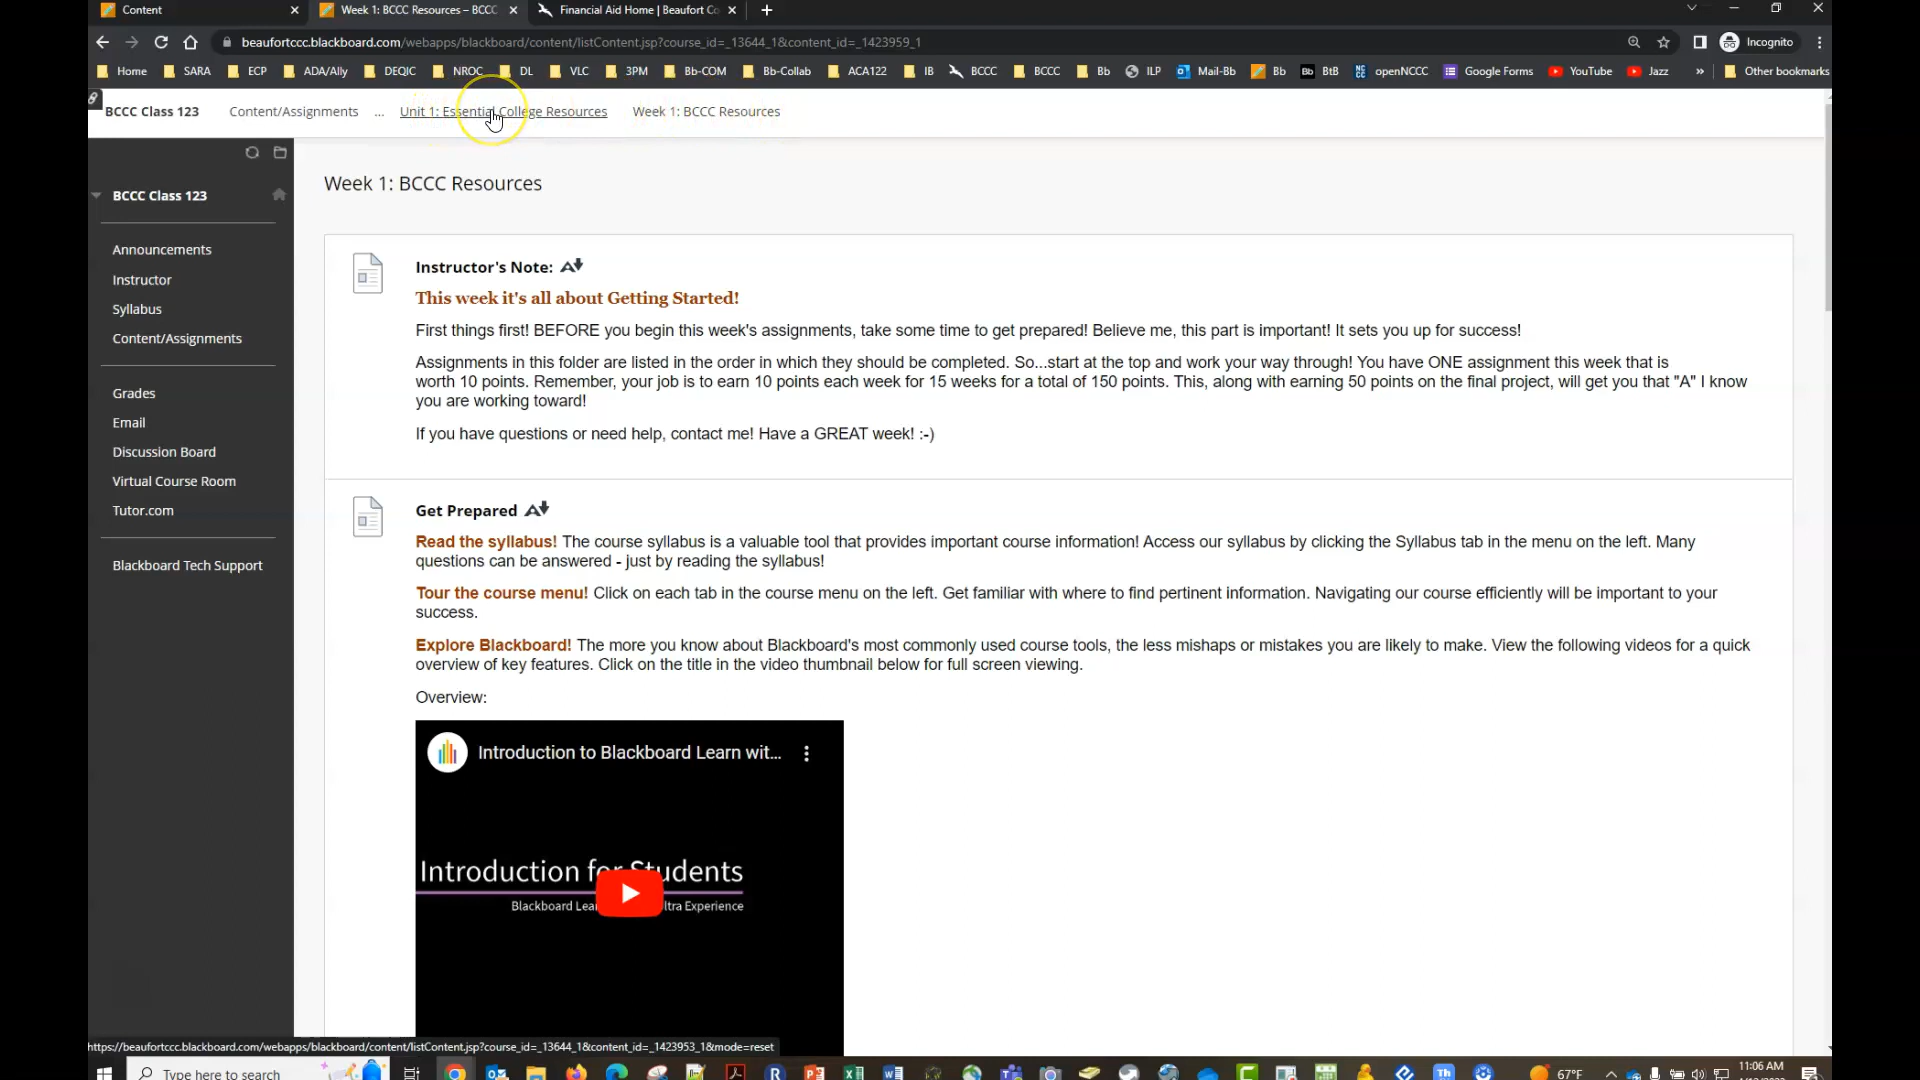 Content
Week 1: BCCC Resources – BCCC
Financial Aid Home | Beaufort Co
beaufortccc.blackboard.com/webapps/blackboard/content/listContent.jsp?course_id=_13644_1&content_id=_1423959_1
Incognito
Home SARA ECP ADA/Ally DEQIC NROC DL VLC 3PM Bb-COM Bb-Collab ACA122 IB BCCC BCCC Bb ILP Mail-Bb Bb BtB openNCCC Google Forms YouTube Jazz » Other bookmarks
BCCC Class 123 Content/Assignments ... Unit 1: Essential College Resources Week 1: BCCC Resources
BCCC Class 123
Announcements
Instructor
Syllabus
Content/Assignments
Grades
Email
Discussion Board
Virtual Course Room
Tutor.com
Blackboard Tech Support
Week 1: BCCC Resources
Instructor's Note:
This week it's all about Getting Started!
First things first! BEFORE you begin this week's assignments, take some time to get prepared! Believe me, this part is important! It sets you up for success!
Assignments in this folder are listed in the order in which they should be completed. So...start at the top and work your way through! You have ONE assignment this week that is
worth 10 points. Remember, your job is to earn 10 points each week for 15 weeks for a total of 150 points. This, along with earning 50 points on the final project, will get you that "A" I know
you are working toward!
If you have questions or need help, contact me! Have a GREAT week! :-)
Get Prepared
Read the syllabus! The course syllabus is a valuable tool that provides important course information! Access our syllabus by clicking the Syllabus tab in the menu on the left. Many
questions can be answered - just by reading the syllabus!
Tour the course menu! Click on each tab in the course menu on the left. Get familiar with where to find pertinent information. Navigating our course efficiently will be important to your
success.
Explore Blackboard! The more you know about Blackboard's most commonly used course tools, the less mishaps or mistakes you are likely to make. View the following videos for a quick
overview of key features. Click on the title in the video thumbnail below for full screen viewing.
Overview:
Introduction to Blackboard Learn wit...
Introduction for Students
Blackboard Lea ltra Experience
https://beaufortccc.blackboard.com/webapps/blackboard/content/listContent.jsp?course_id=_13644_1&content_id=_1423953_1&mode=reset
Type here to search
67°F
11:06 AM